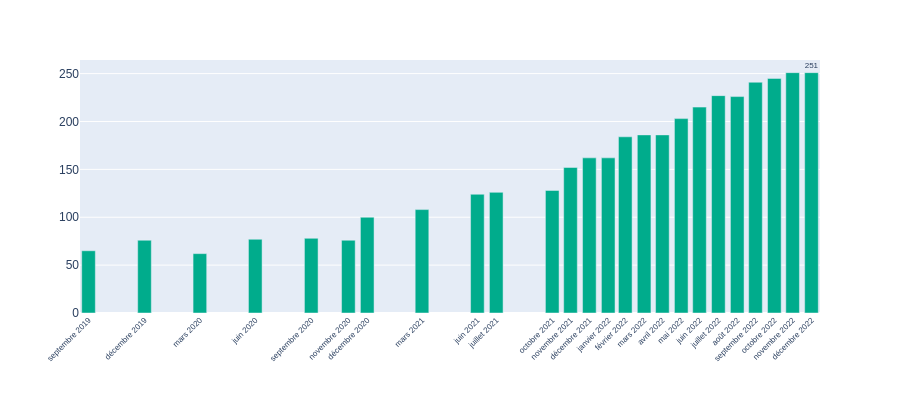 251
250
200
150
100
50
0
septembre 2019
décembre 2019
mars 2020
juin 2020
septembre 2020
novembre 2020
décembre 2020
mars 2021
juin 2021
juillet 2021
octobre 2021
novembre 2021
décembre 2021
janvier 2022
février 2022
mars 2022
avril 2022
mai 2022
juin 2022
juillet 2022
août 2022
septembre 2022
octobre 2022
novembre 2022
décembre 2022